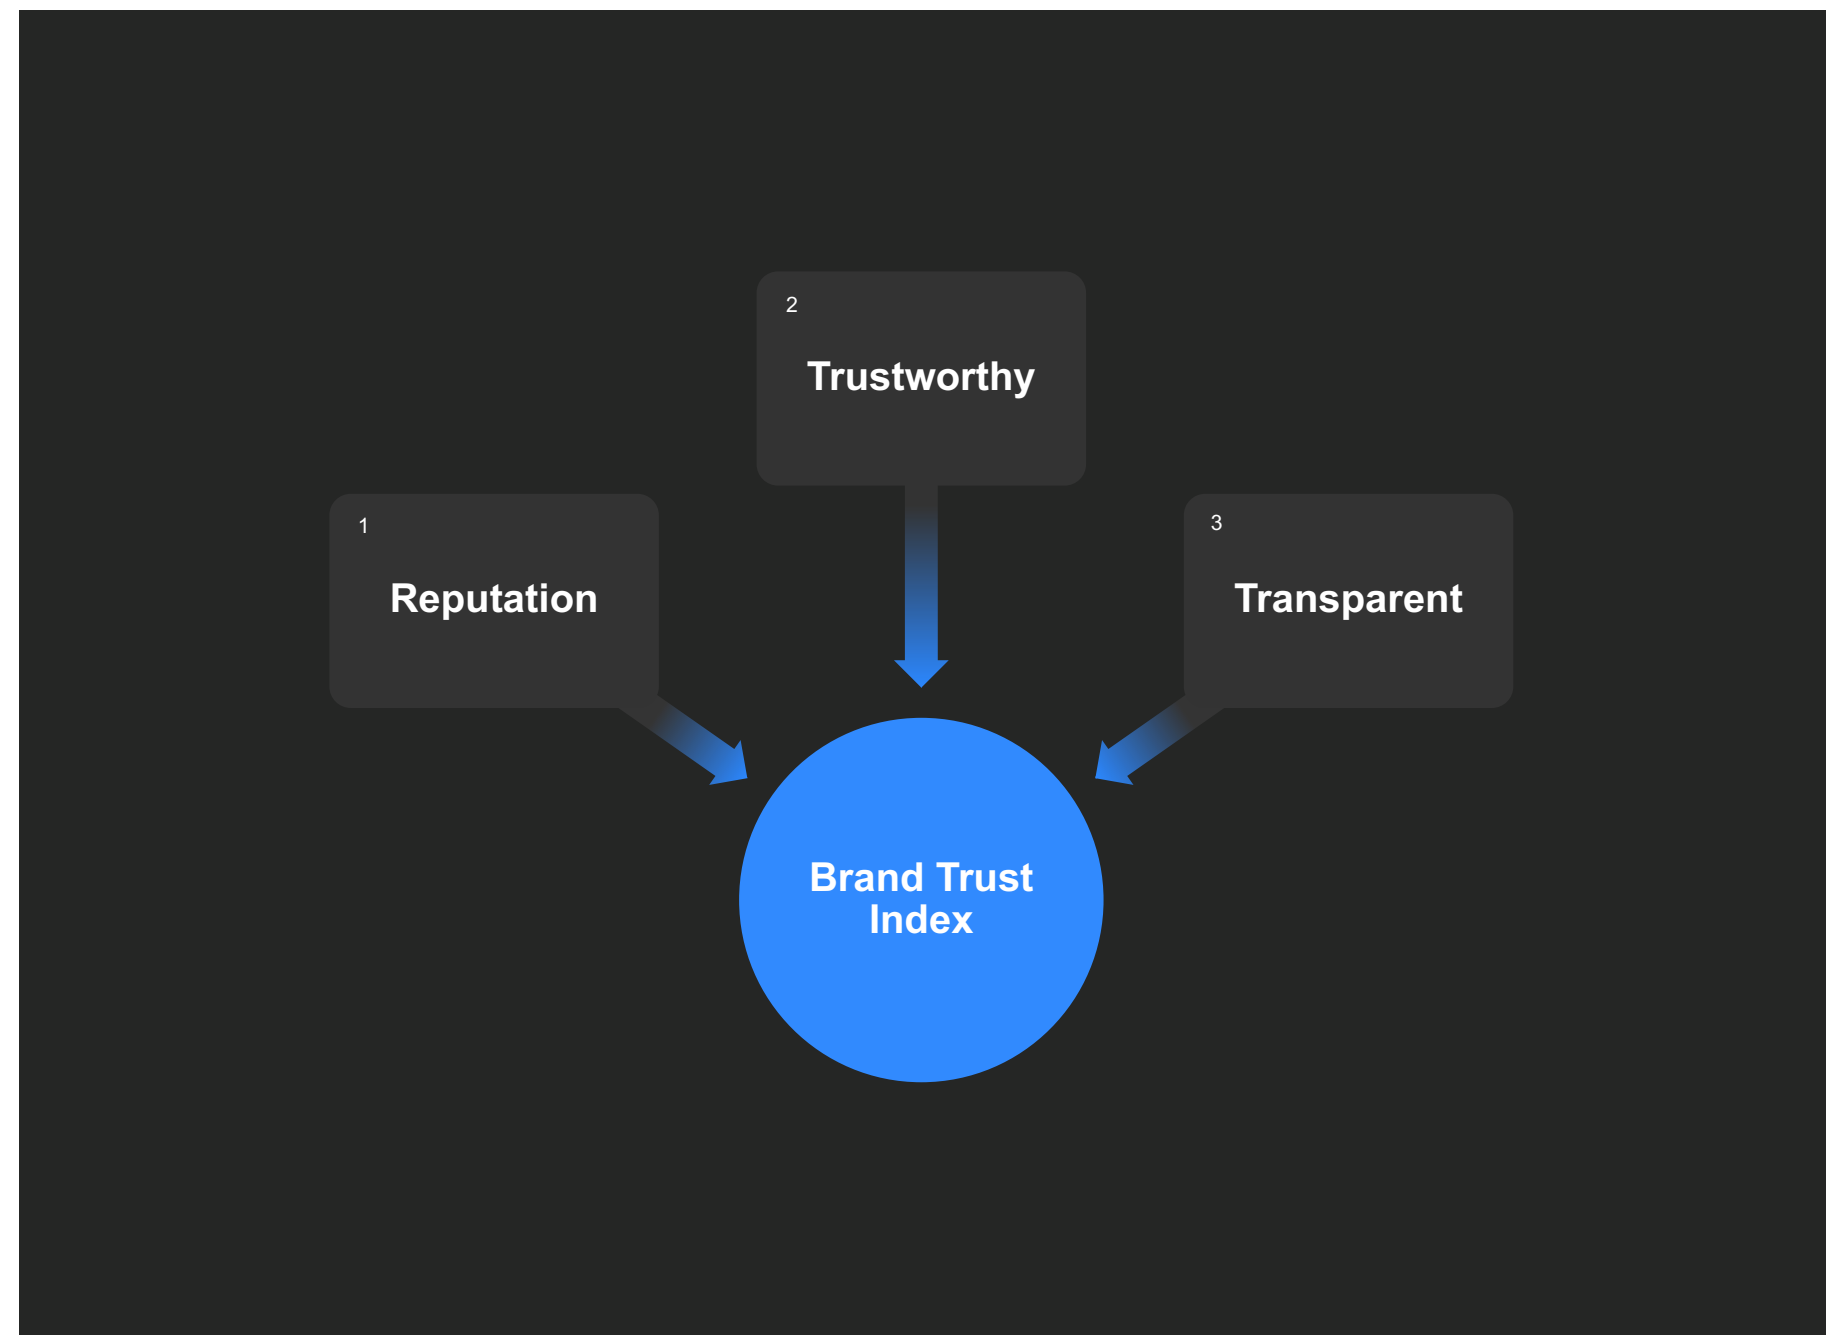 2
Trustworthy
1
Reputation
3
Transparent
Brand Trust
Index